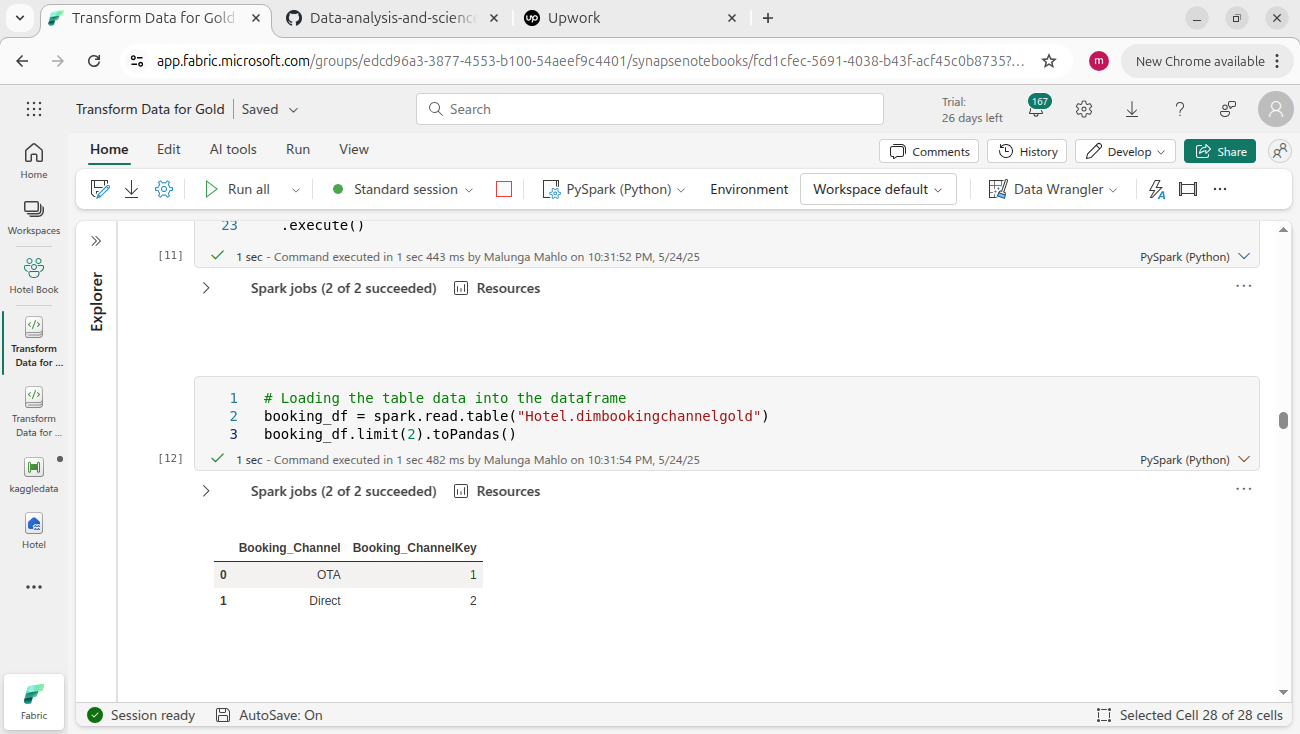 Transform Data for Gold
Data-analysis-and-science
Upwork
app.fabric.microsoft.com/groups/edcd96a3-3877-4553-b100-54aeef9c4401/synapsenotebooks/fcd1cfec-5691-4038-b43f-acf45c0b8735?...
m
New Chrome available
Transform Data for Gold
Saved
Search
Trial:
26 days left
167
Home
Edit
AI tools
Run
View
Comments
History
Develop
Share
Run all
Standard session
PySpark (Python)
Environment
Workspace default
Data Wrangler
...
Home
Workspaces
Hotel Book
Transform
Data for ...
Transform
Data for ...
kaggledata
Hotel
...
Fabric
Explorer
23 .execute()
[11]
1 sec - Command executed in 1 sec 443 ms by Malunga Mahlo on 10:31:52 PM, 5/24/25
PySpark (Python)
Spark jobs (2 of 2 succeeded)
Resources
...
1 # Loading the table data into the dataframe
2 booking_df = spark.read.table("Hotel.dimbookingchannelgold")
3 booking_df.limit(2).toPandas()
[12]
1 sec - Command executed in 1 sec 482 ms by Malunga Mahlo on 10:31:54 PM, 5/24/25
PySpark (Python)
Spark jobs (2 of 2 succeeded)
Resources
...
Booking_Channel Booking_ChannelKey
0 OTA 1
1 Direct 2
Session ready
AutoSave: On
Selected Cell 28 of 28 cells